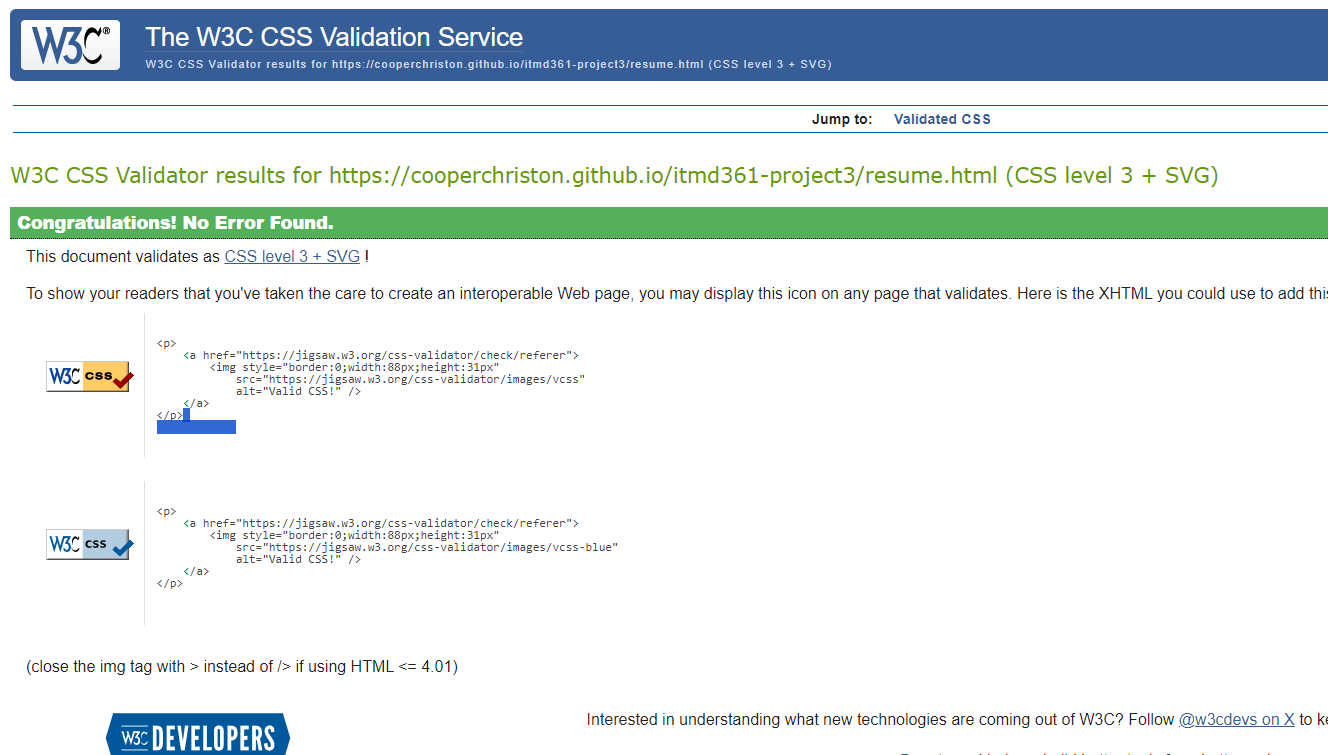 W3C®
The W3C CSS Validation Service
W3C CSS Validator results for https://cooperchriston.github.io/itmd361-project3/resume.html (CSS level 3 + SVG)
Jump to: Validated CSS
W3C CSS Validator results for https://cooperchriston.github.io/itmd361-project3/resume.html (CSS level 3 + SVG)
Congratulations! No Error Found.
This document validates as CSS level 3 + SVG !
To show your readers that you've taken the care to create an interoperable Web page, you may display this icon on any page that validates. Here is the XHTML you could use to add
<p>
<a href="https://jigsaw.w3.org/css-validator/check/referer">
<img style="border:0;width:88px;height:31px"
W3C css
src="https://jigsaw.w3.org/css-validator/images/vcss"
alt="Valid CSS!" />
</a>
</p>
<p>
<a href="https://jigsaw.w3.org/css-validator/check/referer">
<img style="border:0;width:88px;height:31px"
W3C css
src="https://jigsaw.w3.org/css-validator/images/vcss-blue"
alt="Valid CSS!" />
</a>
</p>
(close the img tag with > instead of /> if using HTML <= 4.01)
W3C DEVELOPERS
Interested in understanding what new technologies are coming out of W3C? Follow @w3cdevs on X to